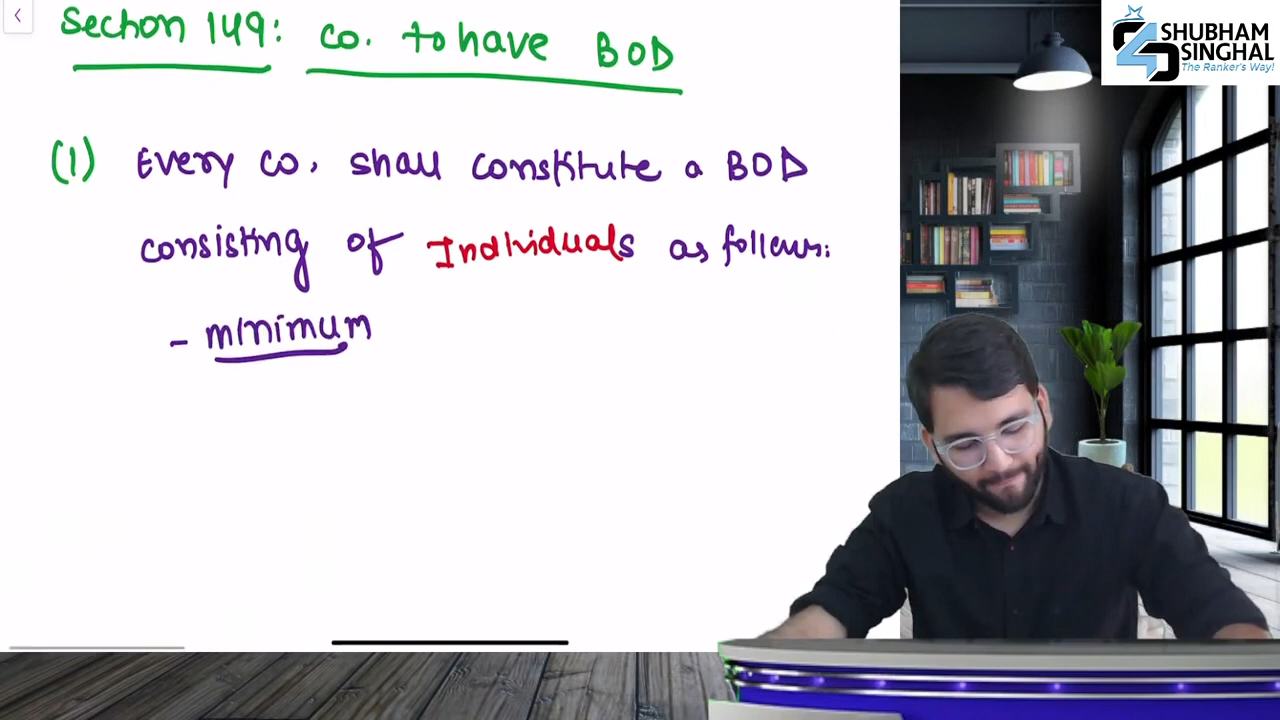 Section 149: Co. to have BOD
(1) Every Co. shall constitute a BOD
consisting of Individuals as follows:
- minimum
SHUBHAM
SINGHAL
The Ranker's Way!